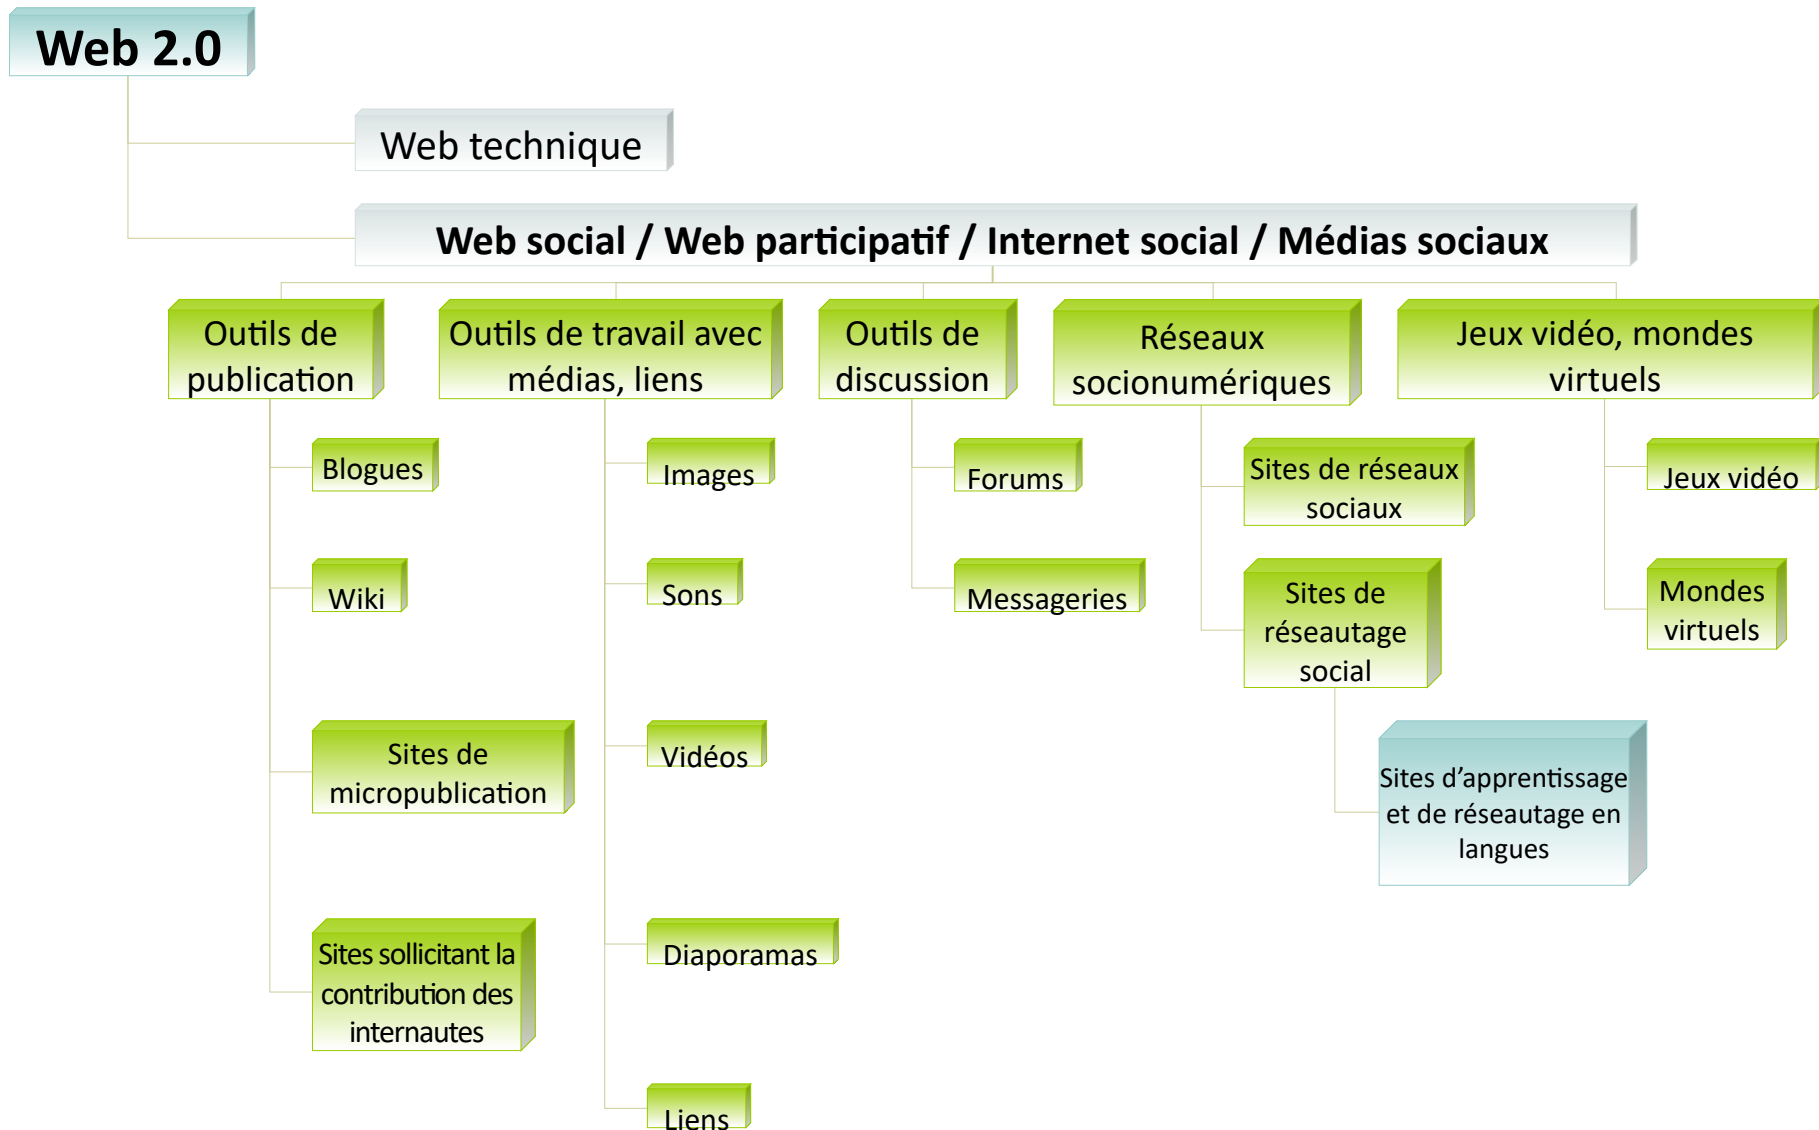 Web 2.0
Web technique
Web social / Web participatif / Internet social / Médias sociaux
Outils de
publication
Outils de travail avec
médias, liens
Outils de
discussion
Réseaux
socionumériques
Jeux vidéo, mondes
virtuels
Blogues
Wiki
Sites de
micropublication
Sites sollicitant la
contribution des
internautes
Images
Sons
Vidéos
Diaporamas
Liens
Forums
Messageries
Sites de réseaux
sociaux
Sites de
réseautage
social
Sites d’apprentissage
et de réseautage en
langues
Jeux vidéo
Mondes
virtuels